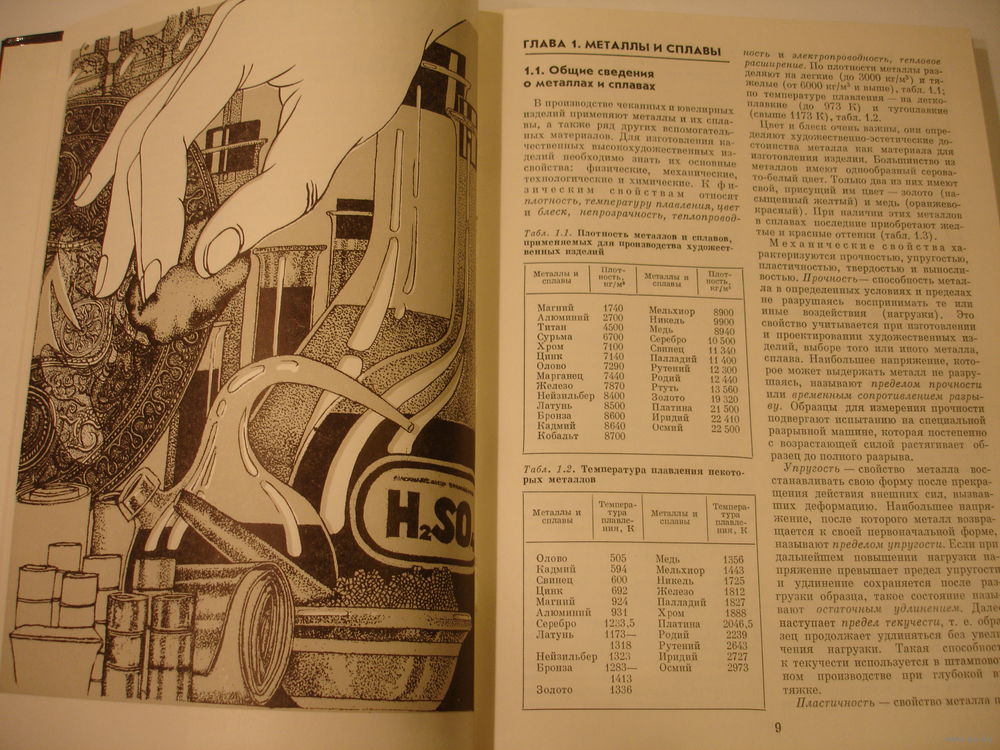 H₂SO₄
ГЛАВА 1. МЕТАЛЛЫ И СПЛАВЫ
1.1. Общие сведения
о металлах и сплавах
В производстве чеканных и ювелирных
изделий применяют металлы и их спла-
вы, а также ряд других вспомогатель-
ных материалов. Для изготовления ка-
чественных высокохудожественных из-
делий необходимо знать их основные
свойства: физические, механические,
технологические и химические. К фи-
зическим свойствам относят
плотность, температуру плавления, цвет
и блеск, непрозрачность, теплопровод-
Табл. 1.1. Плотность металлов и сплавов,
применяемых для производства художест-
венных изделий
Металлы и сплавы Плот-ность, кг/м³ Металлы и сплавы Плот-ность, кг/м³
Магний 1740 Мельхиор 8900
Алюминий 2700 Никель 9900
Титан 4500 Медь 8940
Сурьма 6700 Серебро 10 500
Хром 7100 Свинец 11 340
Цинк 7140 Палладий 11 400
Олово 7290 Рутений 12 300
Марганец 7440 Родий 12 440
Железо 7870 Ртуть 13 560
Нейзильбер 8400 Золото 19 320
Латунь 8500 Платина 21 500
Бронза 8600 Иридий 22 410
Кадмий 8640 Осмий 22 500
Кобальт 8700
Табл. 1.2. Температура плавления некото-
рых металлов
Металлы и сплавы Темпера-тура плавле-ния, К Металлы и сплавы Темпера-тура плавле-ния, К
Олово 505 Медь 1356
Кадмий 594 Мельхиор 1443
Свинец 600 Никель 1725
Цинк 692 Железо 1812
Магний 924 Палладий 1827
Алюминий 931 Хром 1888
Серебро 1233,5 Платина 2046,5
Латунь 1173— Родий 2239
1318 Рутений 2643
Нейзильбер 1323 Иридий 2727
Бронза 1283— Осмий 2973
1413
Золото 1336
ность и электропроводность, тепловое
расширение. По плотности металлы раз-
деляют на легкие (до 3000 кг/м³) и тя-
желые (от 6000 кг/м³ и выше), табл. 1.1;
по температуре плавления — на легко-
плавкие (до 973 К) и тугоплавкие
(свыше 1173 К), табл. 1.2.
Цвет и блеск очень важны, они опре-
деляют художественно-эстетические до-
стоинства металла как материала для
изготовления изделия. Большинство из
металлов имеют однообразный серова-
то-белый цвет. Только два из них имеют
свой, присущий им цвет — золото (на-
сыщенный желтый) и медь (оранжево-
красный). При наличии этих металлов
в сплавах последние приобретают жел-
тые и красные оттенки (табл. 1.3).
Механические свойства ха-
рактеризуются прочностью, упругостью,
пластичностью, твердостью и выносли-
востью. Прочность — способность метал-
ла в определенных условиях и пределах
не разрушаясь воспринимать те или
иные воздействия (нагрузки). Это
свойство учитывается при изготовлении
и проектировании художественных из-
делий, выборе того или иного металла,
сплава. Наибольшее напряжение, кото-
рое может выдержать металл не разру-
шаясь, называют пределом прочности
или временным сопротивлением разры-
ву. Образцы для измерения прочности
подвергают испытанию на специальной
разрывной машине, которая постепенно
с возрастающей силой растягивает об-
разец до полного разрыва.
Упругость — свойство металла вос-
станавливать свою форму после прекра-
щения действия внешних сил, вызвав-
ших деформацию. Наибольшее напря-
жение, после которого металл возвра-
щается к своей первоначальной форме,
называют пределом упругости. Если при
дальнейшем повышении нагрузки на-
пряжение превышает предел упругости
и удлинение сохраняется после раз-
грузки образца, такое состояние назы-
вают остаточным удлинением. Далее
наступает предел текучести, т. е. обра-
зец продолжает удлиняться без увели-
чения нагрузки. Такая способность
к текучести используется в штампово-
ном производстве при глубокой в
тяжке.
Пластичность — свойство металла
9